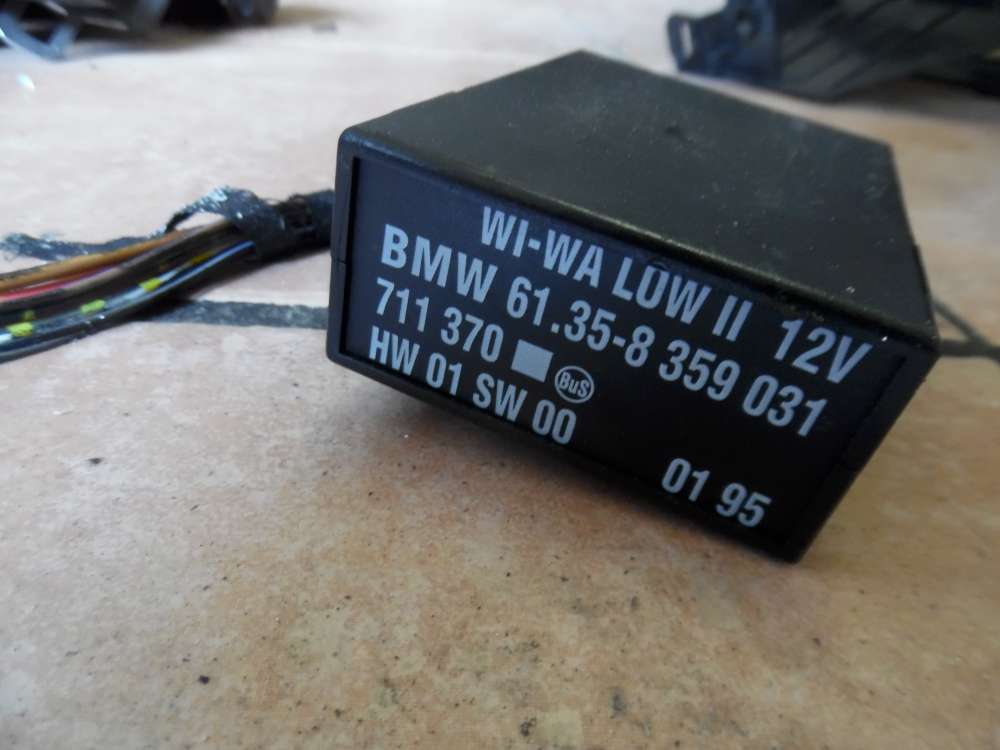 WI-WA LOW II 12V
BMW 61.35-8 359 031
711 370 BuS
HW 01 SW 00
01 95